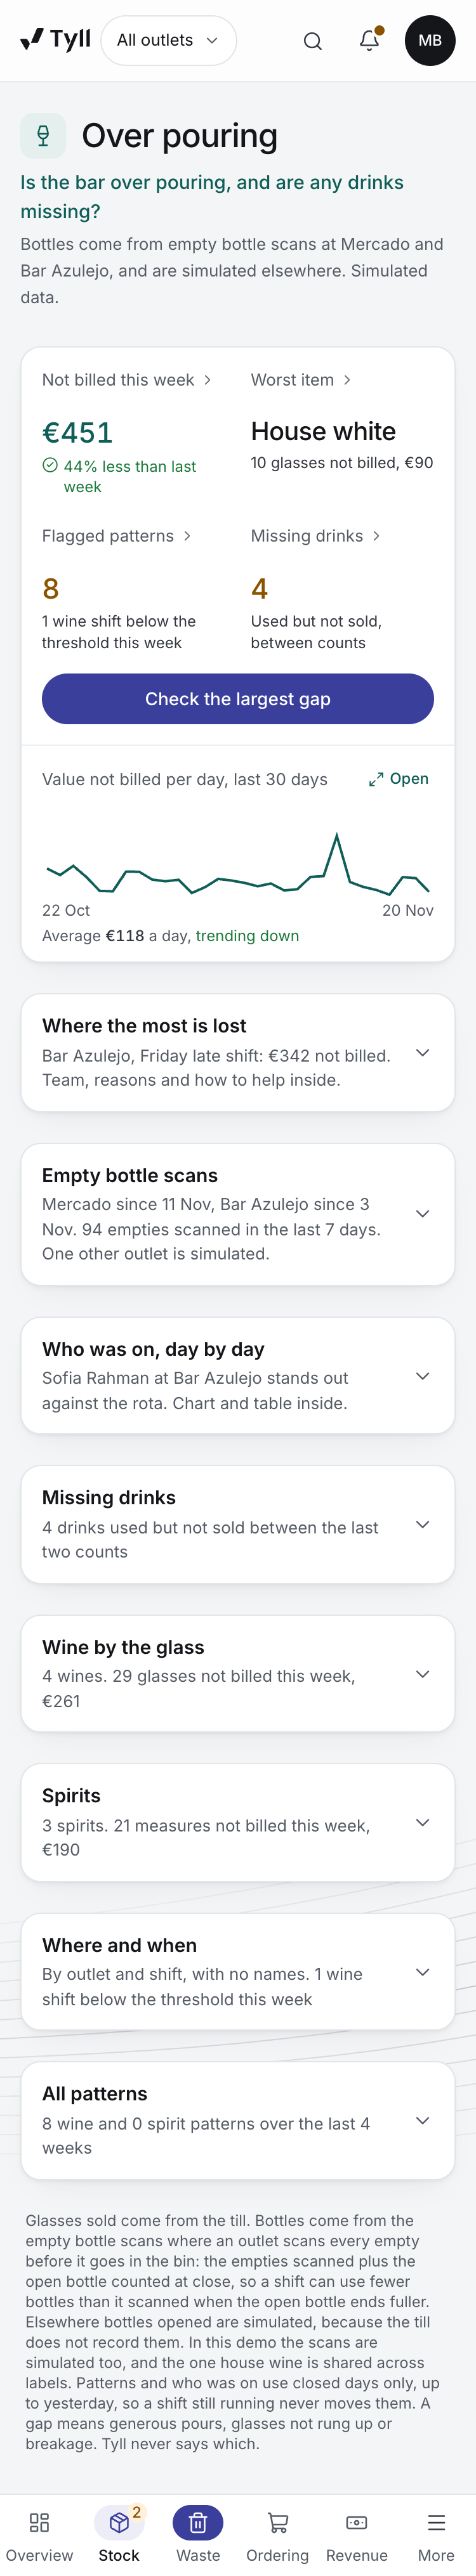 Tyll
All outlets
MB
Over pouring
Is the bar over pouring, and are any drinks
missing?
Bottles come from empty bottle scans at Mercado and
Bar Azulejo, and are simulated elsewhere. Simulated
data.
Not billed this week
Worst item
€451
House white
44% less than last
week
10 glasses not billed, €90
Flagged patterns
Missing drinks
8
4
1 wine shift below the
threshold this week
Used but not sold,
between counts
Check the largest gap
Value not billed per day, last 30 days
Open
22 Oct
20 Nov
Average €118 a day, trending down
Where the most is lost
Bar Azulejo, Friday late shift: €342 not billed.
Team, reasons and how to help inside.
Empty bottle scans
Mercado since 11 Nov, Bar Azulejo since 3
Nov. 94 empties scanned in the last 7 days.
One other outlet is simulated.
Who was on, day by day
Sofia Rahman at Bar Azulejo stands out
against the rota. Chart and table inside.
Missing drinks
4 drinks used but not sold between the last
two counts
Wine by the glass
4 wines. 29 glasses not billed this week,
€261
Spirits
3 spirits. 21 measures not billed this week,
€190
Where and when
By outlet and shift, with no names. 1 wine
shift below the threshold this week
All patterns
8 wine and 0 spirit patterns over the last 4
weeks
Glasses sold come from the till. Bottles come from the
empty bottle scans where an outlet scans every empty
before it goes in the bin: the empties scanned plus the
open bottle counted at close, so a shift can use fewer
bottles than it scanned when the open bottle ends fuller.
Elsewhere bottles opened are simulated, because the till
does not record them. In this demo the scans are
simulated too, and the one house wine is shared across
labels. Patterns and who was on use closed days only, up
to yesterday, so a shift still running never moves them. A
gap means generous pours, glasses not rung up or
breakage. Tyll never says which.
2
Overview
Stock
Waste
Ordering
Revenue
More